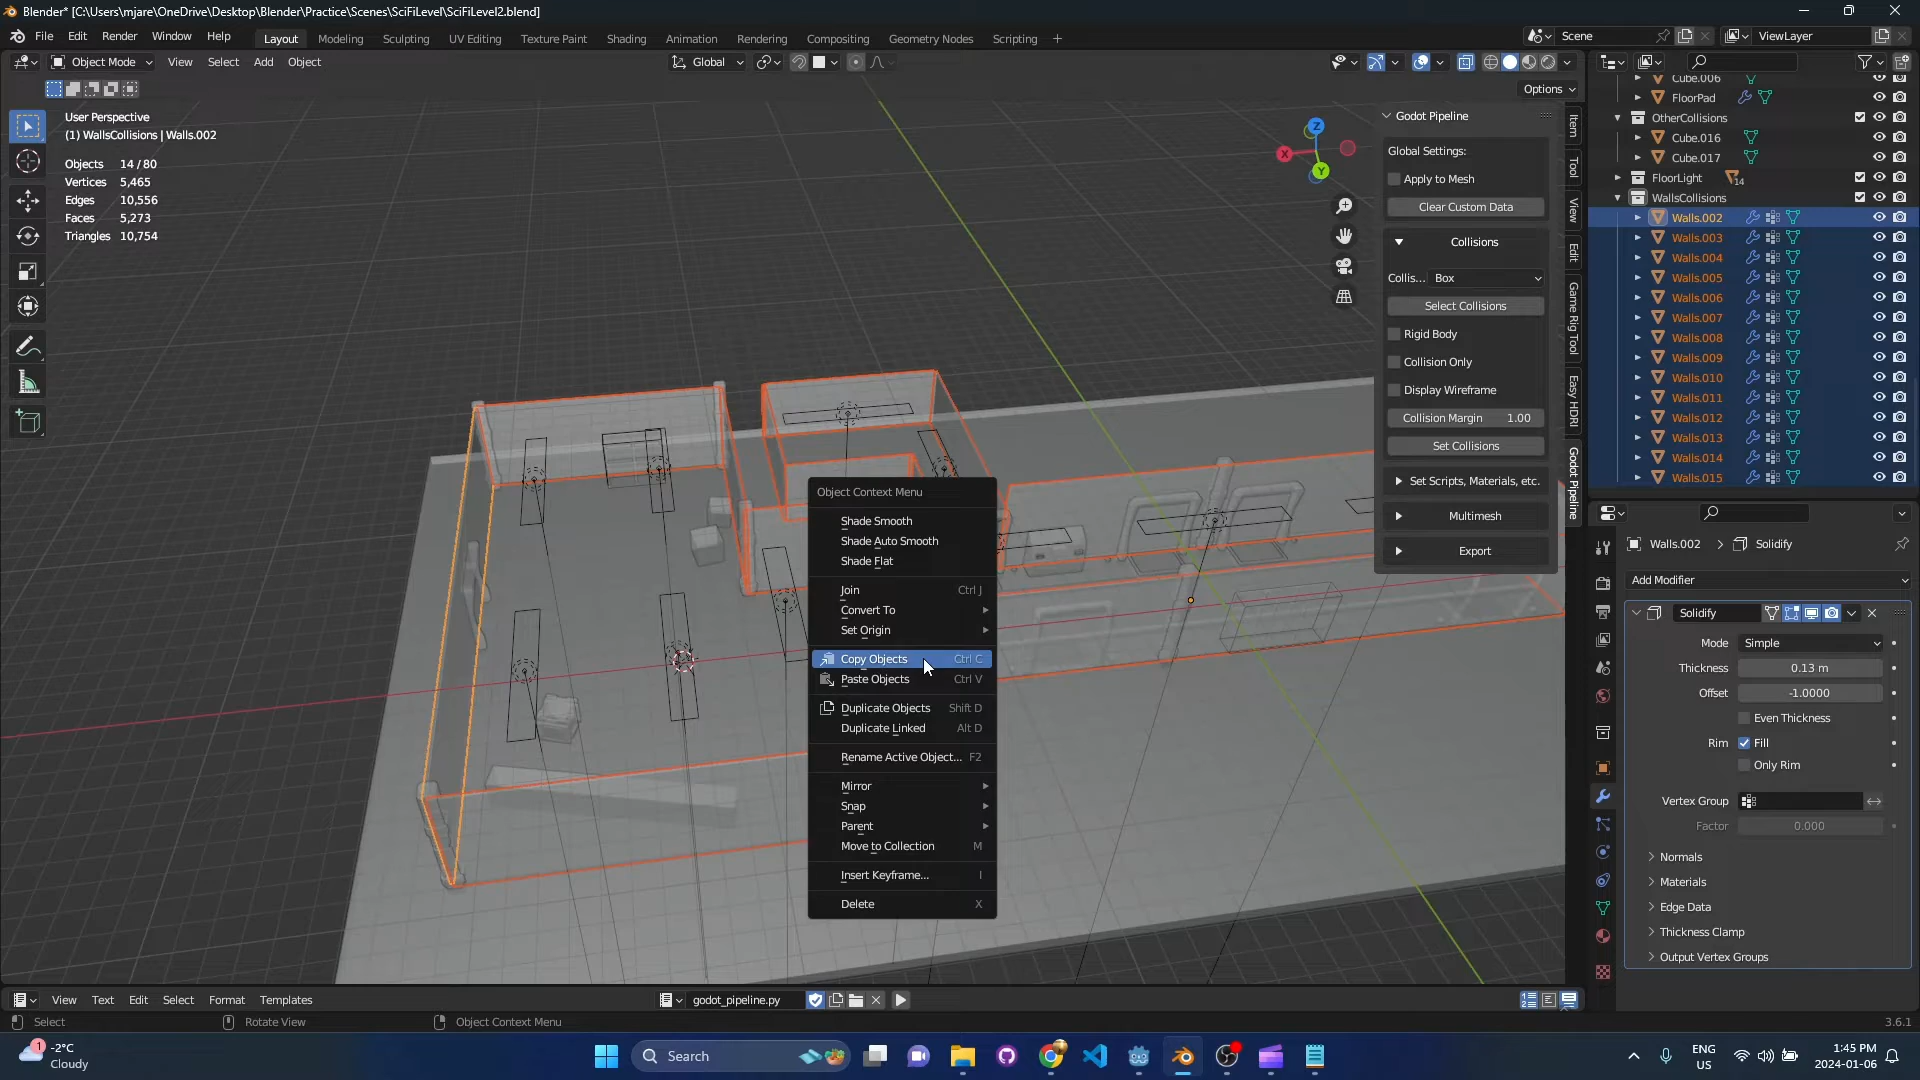 Blender* [C:\Users\mjare\OneDrive\Desktop\Blender\Practice\Scenes\SciFiLevel\SciFiLevel2.blend]
File Edit Render Window Help Layout Modeling Sculpting UV Editing Texture Paint Shading Animation Rendering Compositing Geometry Nodes Scripting + Scene ViewLayer
Object Mode View Select Add Object Global
Options
User Perspective
(1) WallsCollisions | Walls.002
Objects 14 / 80
Vertices 5,465
Edges 10,556
Faces 5,273
Triangles 10,754
Z
X
Y
Godot Pipeline
Global Settings:
Apply to Mesh
Clear Custom Data
Collisions
Collis... Box
Select Collisions
Rigid Body
Collision Only
Display Wireframe
Collision Margin 1.00
Set Collisions
Set Scripts, Materials, etc.
Multimesh
Export
Item
Tool
View
Edit
Game Rig Tool
Easy HDRI
Godot Pipeline
Object Context Menu
Shade Smooth
Shade Auto Smooth
Shade Flat
Join Ctrl J
Convert To
Set Origin
Copy Objects Ctrl C
Paste Objects Ctrl V
Duplicate Objects Shift D
Duplicate Linked Alt D
Rename Active Object... F2
Mirror
Snap
Parent
Move to Collection M
Insert Keyframe... I
Delete X
Cube.006
FloorPad
OtherCollisions
Cube.016
Cube.017
FloorLight 14
WallsCollisions
Walls.002
Walls.003
Walls.004
Walls.005
Walls.006
Walls.007
Walls.008
Walls.009
Walls.010
Walls.011
Walls.012
Walls.013
Walls.014
Walls.015
Walls.002 > Solidify
Add Modifier
Solidify
Mode Simple
Thickness 0.13 m
Offset -1.0000
Even Thickness
Rim Fill
Only Rim
Vertex Group
Factor 0.000
Normals
Materials
Edge Data
Thickness Clamp
Output Vertex Groups
View Text Edit Select Format Templates godot_pipeline.py
Select Rotate View Object Context Menu 3.6.1
1 -2°C
Cloudy
Search
ENG
US
1:45 PM
2024-01-06